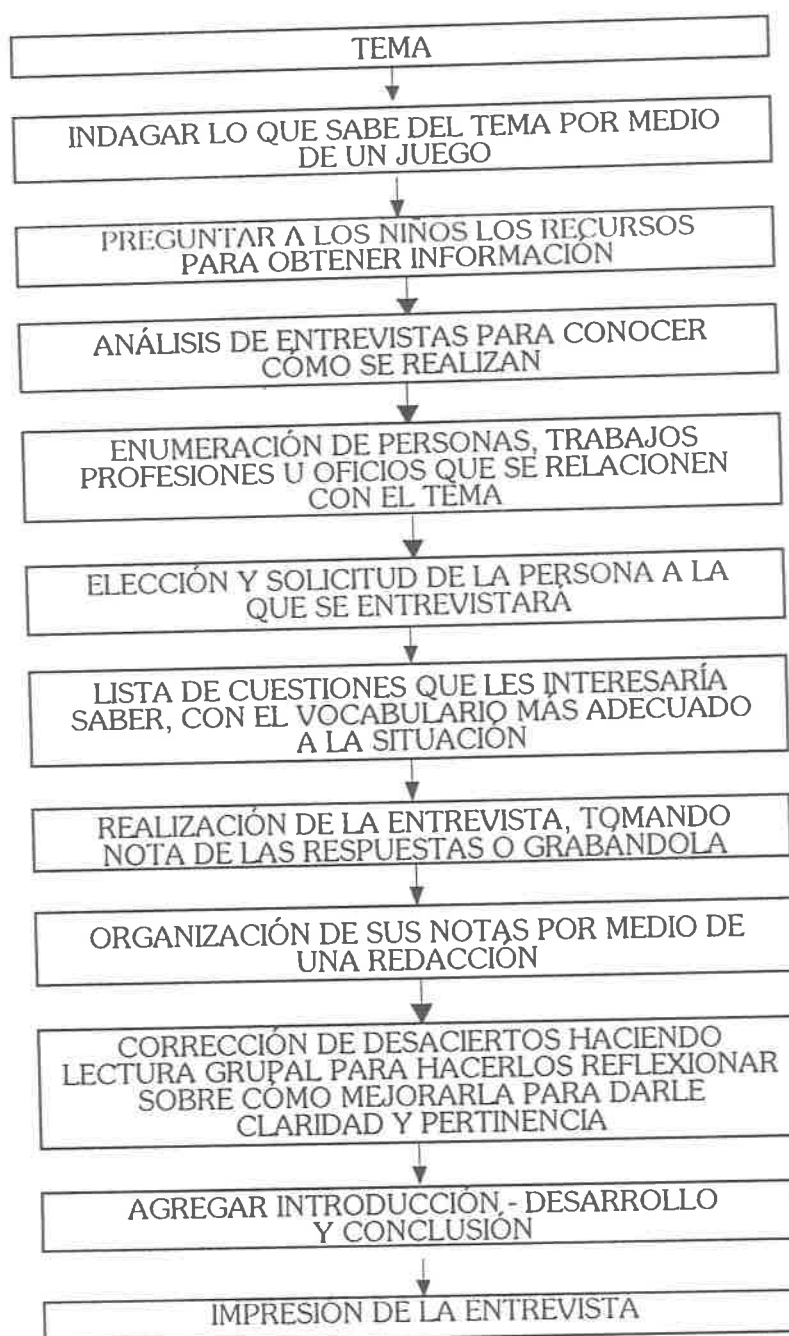 TEMA
INDAGAR LO QUE SABE DEL TEMA POR MEDIO
DE UN JUEGO
PREGUNTAR A LOS NIÑOS LOS RECURSOS
PARA OBTENER INFORMACIÓN
ANÁLISIS DE ENTREVISTAS PARA CONOCER
CÓMO SE REALIZAN
ENUMERACIÓN DE PERSONAS, TRABAJOS
PROFESIONES U OFICIOS QUE SE RELACIONEN
CON EL TEMA
ELECCIÓN Y SOLICITUD DE LA PERSONA A LA
QUE SE ENTREVISTARÁ
LISTA DE CUESTIONES QUE LES INTERESARÍA
SABER, CON EL VOCABULARIO MÁS ADECUADO
A LA SITUACIÓN
REALIZACIÓN DE LA ENTREVISTA, TOMANDO
NOTA DE LAS RESPUESTAS O GRABÁNDOLA
ORGANIZACIÓN DE SUS NOTAS POR MEDIO DE
UNA REDACCIÓN
CORRECCIÓN DE DESACIERTOS HACIENDO
LECTURA GRUPAL PARA HACERLOS REFLEXIONAR
SOBRE CÓMO MEJORARLA PARA DARLE
CLARIDAD Y PERTINENCIA
AGREGAR INTRODUCCIÓN - DESARROLLO
Y CONCLUSIÓN
IMPRESIÓN DE LA ENTREVISTA